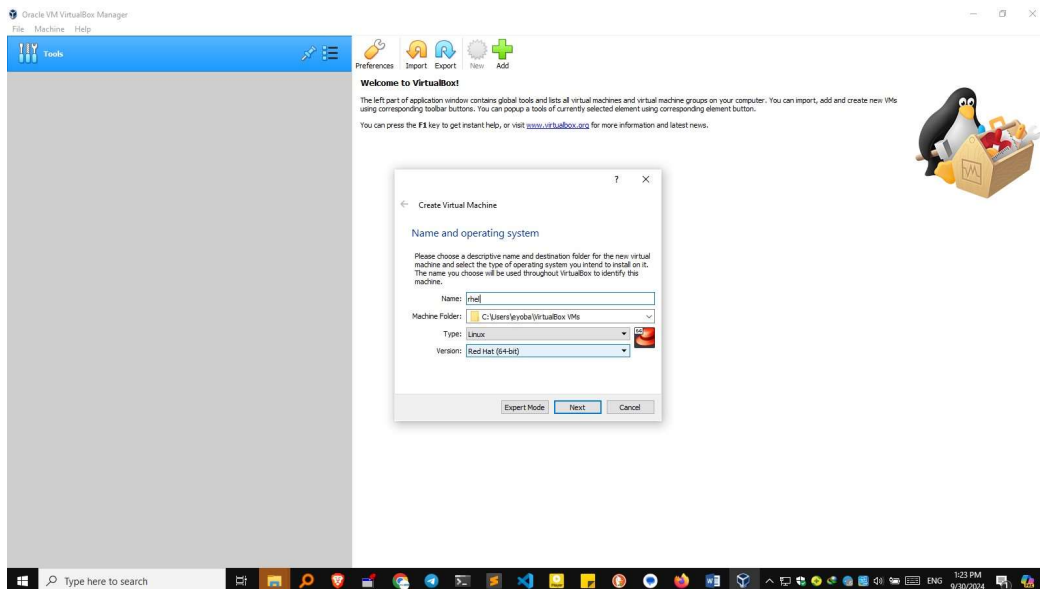 Oracle VM VirtualBox Manager
File Machine Help
Tools
Preferences Import Export New Add
Welcome to VirtualBox!
The left part of application window contains global tools and lists all virtual machines and virtual machine groups on your computer. You can import, add and create new VMs
using corresponding toolbar buttons. You can popup a tools of currently selected element using corresponding element button.
You can press the F1 key to get instant help, or visit www.virtualbox.org for more information and latest news.
?
Create Virtual Machine
Name and operating system
Please choose a descriptive name and destination folder for the new virtual
machine and select the type of operating system you intend to install on it.
The name you choose will be used throughout VirtualBox to identify this
machine.
Name: rhel
Machine Folder: C:\Users\eyoba\VirtualBox VMs
Type: Linux
64
Version: Red Hat (64-bit)
Expert Mode Next Cancel
Type here to search
ENG
1:23 PM
9/30/2024